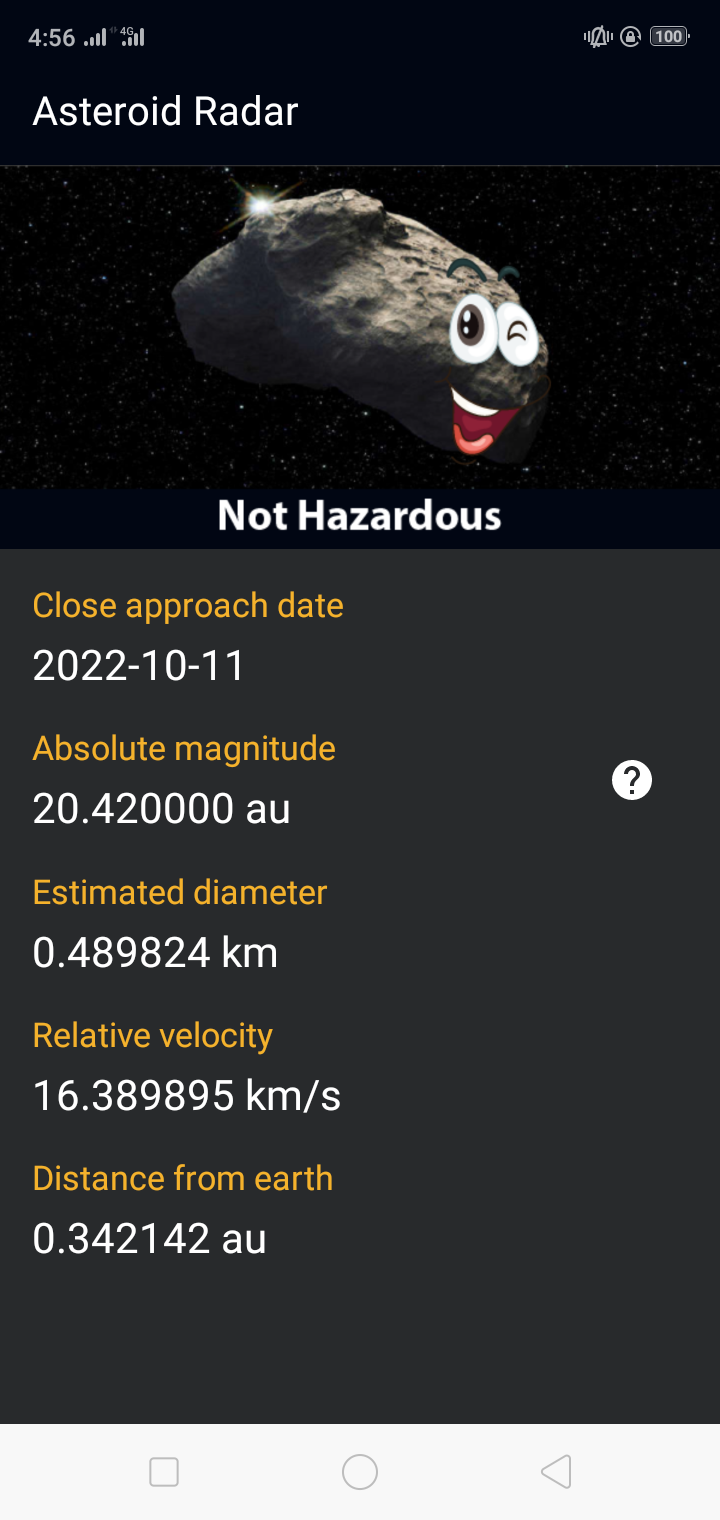 4:56 4G 100
Asteroid Radar
Not Hazardous
Close approach date
2022-10-11
Absolute magnitude
20.420000 au
?
Estimated diameter
0.489824 km
Relative velocity
16.389895 km/s
Distance from earth
0.342142 au